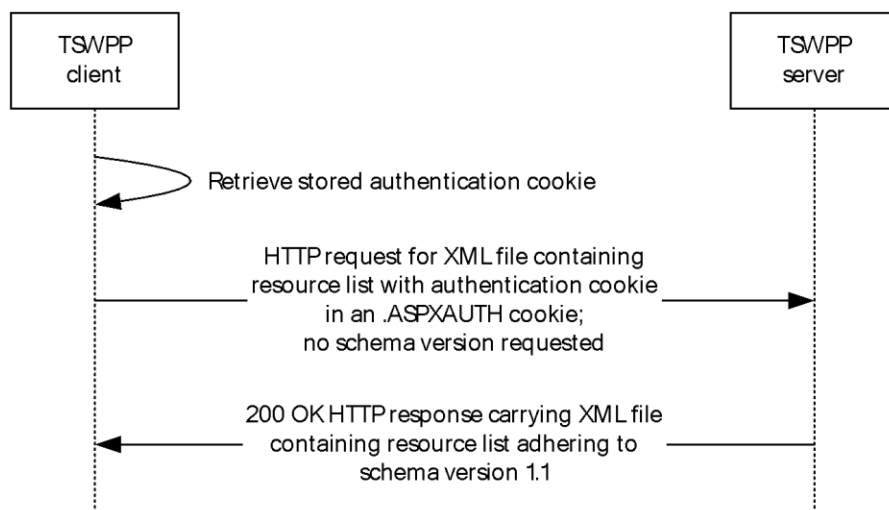 TSWPP
client
TSWPP
server
Retrieve stored authentication cookie
HTTP request for XML file containing
resource list with authentication cookie
in an .ASPXAUTH cookie;
no schema version requested
200 OK HTTP response carrying XML file
containing resource list adhering to
schema version 1.1